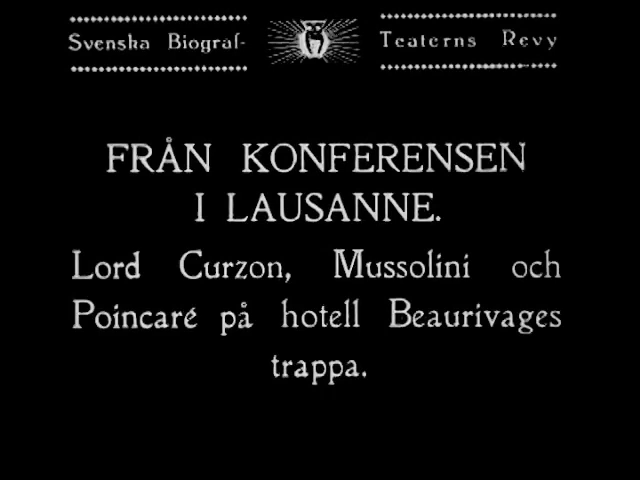 Svenska Biograf- Teaterns Revy
FRÅN KONFERENSEN
I LAUSANNE.
Lord Curzon, Mussolini och
Poincaré på hotell Beaurivages
trappa.